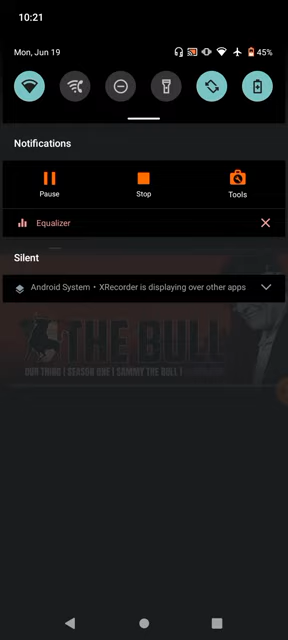 10:21
Mon, Jun 19
45%
Notifications
Pause Stop Tools
Equalizer
Silent
Android System • XRecorder is displaying over other apps
THE BULL
OUR THING | SEASON ONE | SAMMY THE BULL |